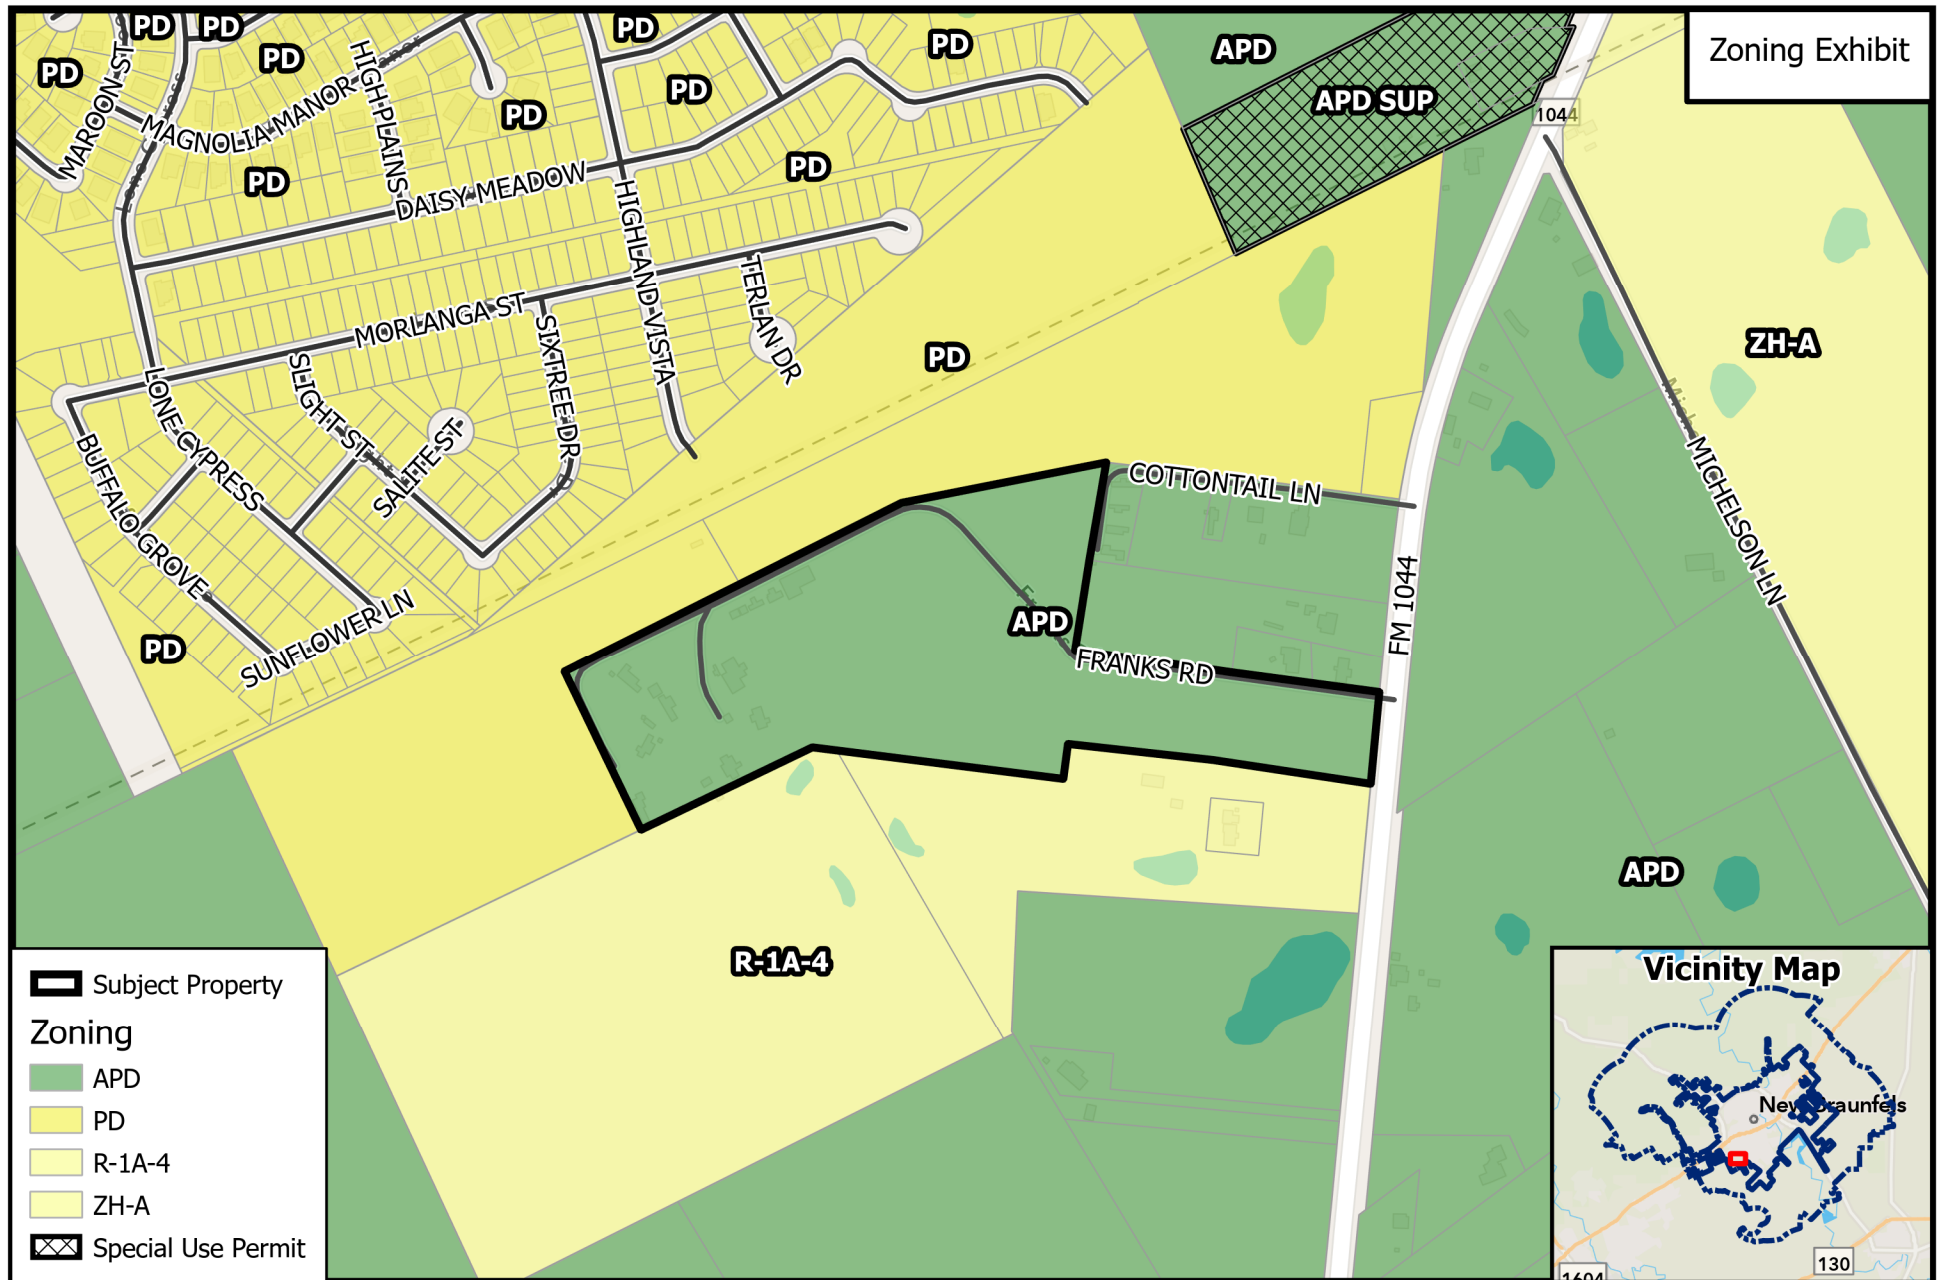 Zoning Exhibit
PD
PD
PD
PD
PD
PD
PD
PD
APD
APD SUP
1044
PD
PD
PD
MAROON ST
MAGNOLIA MANOR
HIGH PLAINS
DAISY MEADOW
HIGHLAND VISTA
MORLANGA ST
TERLAN DR
SIXTREE DR
SLIGHT ST
SALITE ST
LONE CYPRESS
BUFFALO GROVE
SUNFLOWER LN
PD
PD
ZH-A
COTTONTAIL LN
MICHELSON LN
FM 1044
APD
FRANKS RD
APD
R-1A-4
Subject Property
Zoning
APD
PD
R-1A-4
ZH-A
Special Use Permit
Vicinity Map
New Braunfels
130
1604